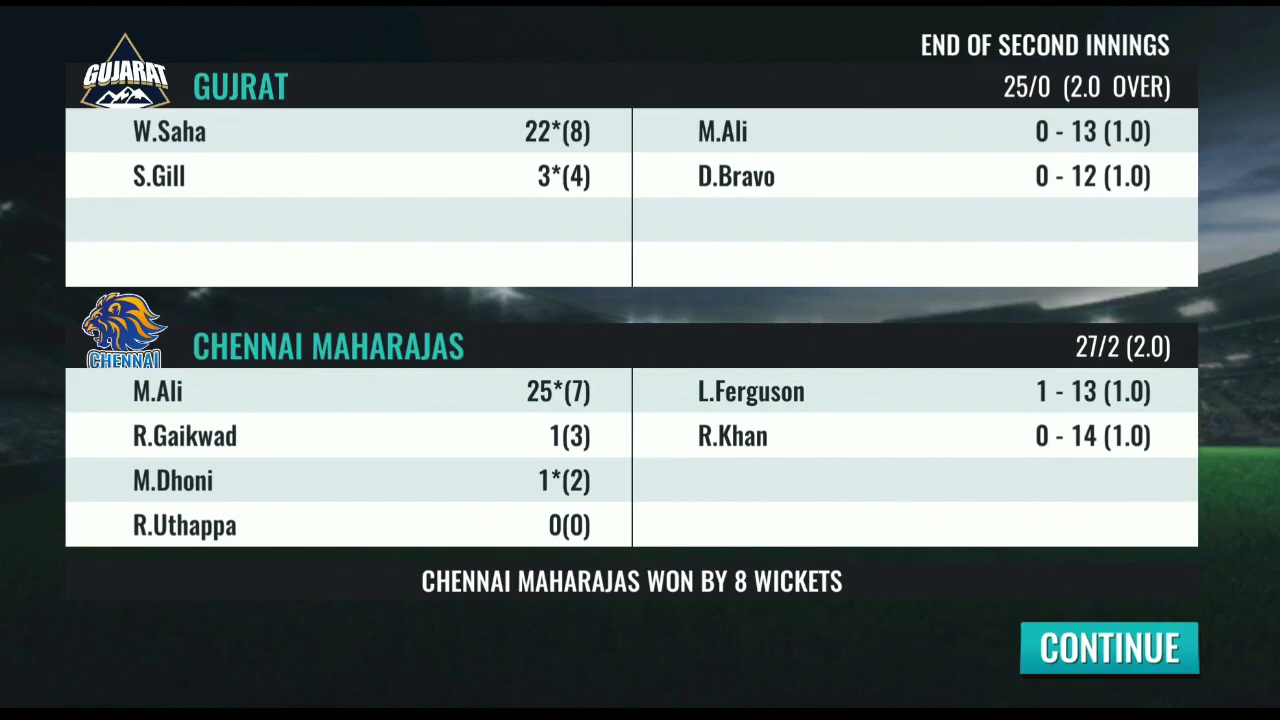 END OF SECOND INNINGS
GUJARAT
GUJRAT 25/0 (2.0 OVER)
W.Saha 22*(8) M.Ali 0 - 13 (1.0)
S.Gill 3*(4) D.Bravo 0 - 12 (1.0)
CHENNAI
CHENNAI MAHARAJAS 27/2 (2.0)
M.Ali 25*(7) L.Ferguson 1 - 13 (1.0)
R.Gaikwad 1(3) R.Khan 0 - 14 (1.0)
M.Dhoni 1*(2)
R.Uthappa 0(0)
CHENNAI MAHARAJAS WON BY 8 WICKETS
CONTINUE